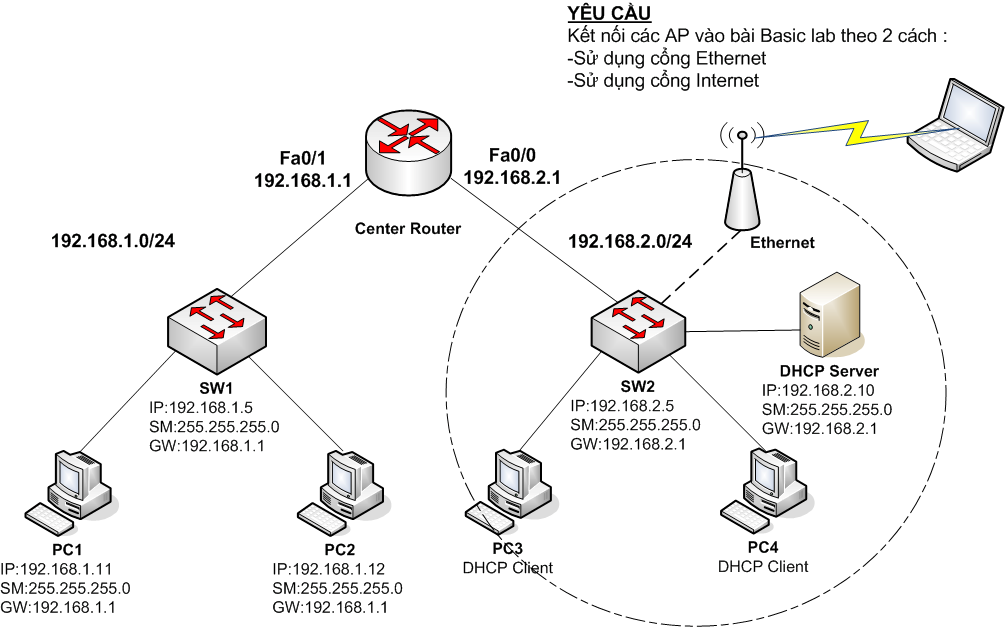 YÊU CẦU
Kết nối các AP vào bài Basic lab theo 2 cách :
-Sử dụng cổng Ethernet
-Sử dụng cổng Internet
Fa0/1
192.168.1.1
Fa0/0
192.168.2.1
Center Router
192.168.1.0/24
192.168.2.0/24
Ethernet
SW1
IP:192.168.1.5
SM:255.255.255.0
GW:192.168.1.1
SW2
IP:192.168.2.5
SM:255.255.255.0
GW:192.168.2.1
DHCP Server
IP:192.168.2.10
SM:255.255.255.0
GW:192.168.2.1
PC1
IP:192.168.1.11
SM:255.255.255.0
GW:192.168.1.1
PC2
IP:192.168.1.12
SM:255.255.255.0
GW:192.168.1.1
PC3
DHCP Client
PC4
DHCP Client